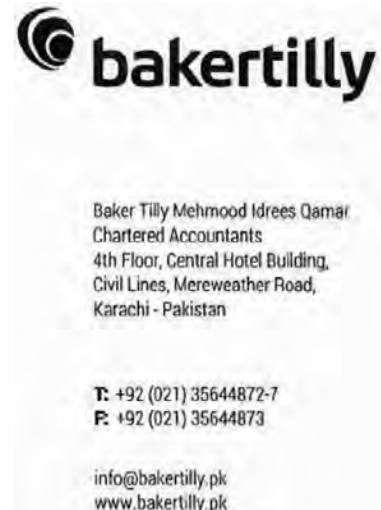 bakertilly
Baker Tilly Mehmood Idrees Qamar
Chartered Accountants
4th Floor, Central Hotel Building,
Civil Lines, Mereweather Road,
Karachi - Pakistan
T: +92 (021) 35644872-7
F: +92 (021) 35644873
info@bakertilly.pk
www.bakertilly.pk